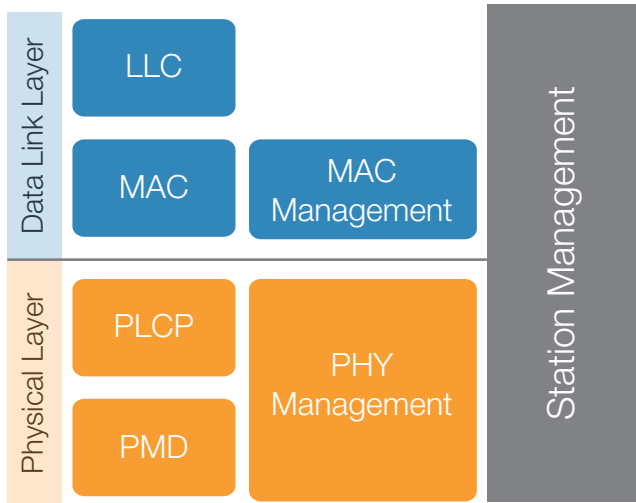 Data Link Layer
LLC
MAC
MAC
Management
Physical Layer
PLCP
PMD
PHY
Management
Station Management